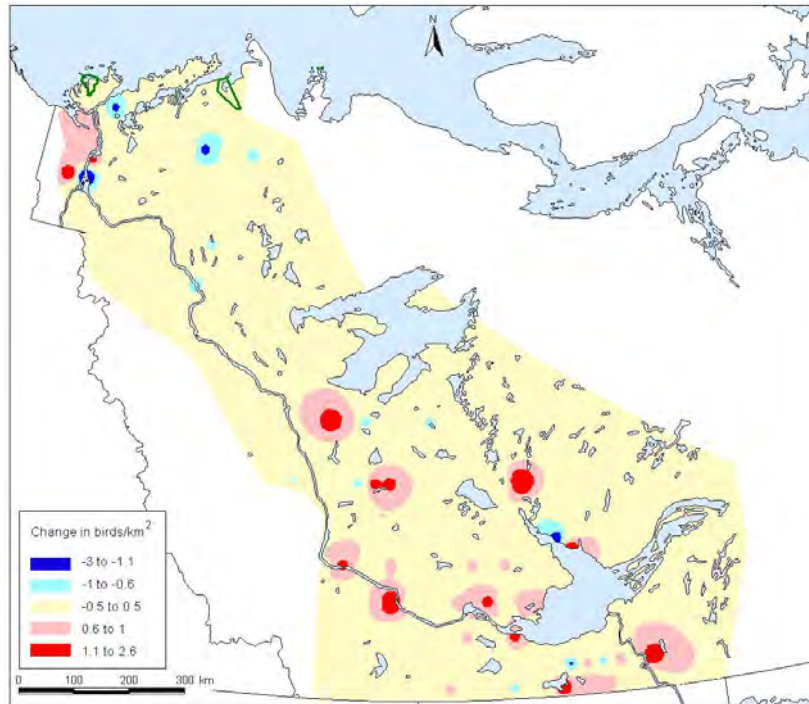 N
Change in birds/km²
-3 to -1.1
-1 to -0.6
-0.5 to 0.5
0.6 to 1
1.1 to 2.6
0 100 200 300 km